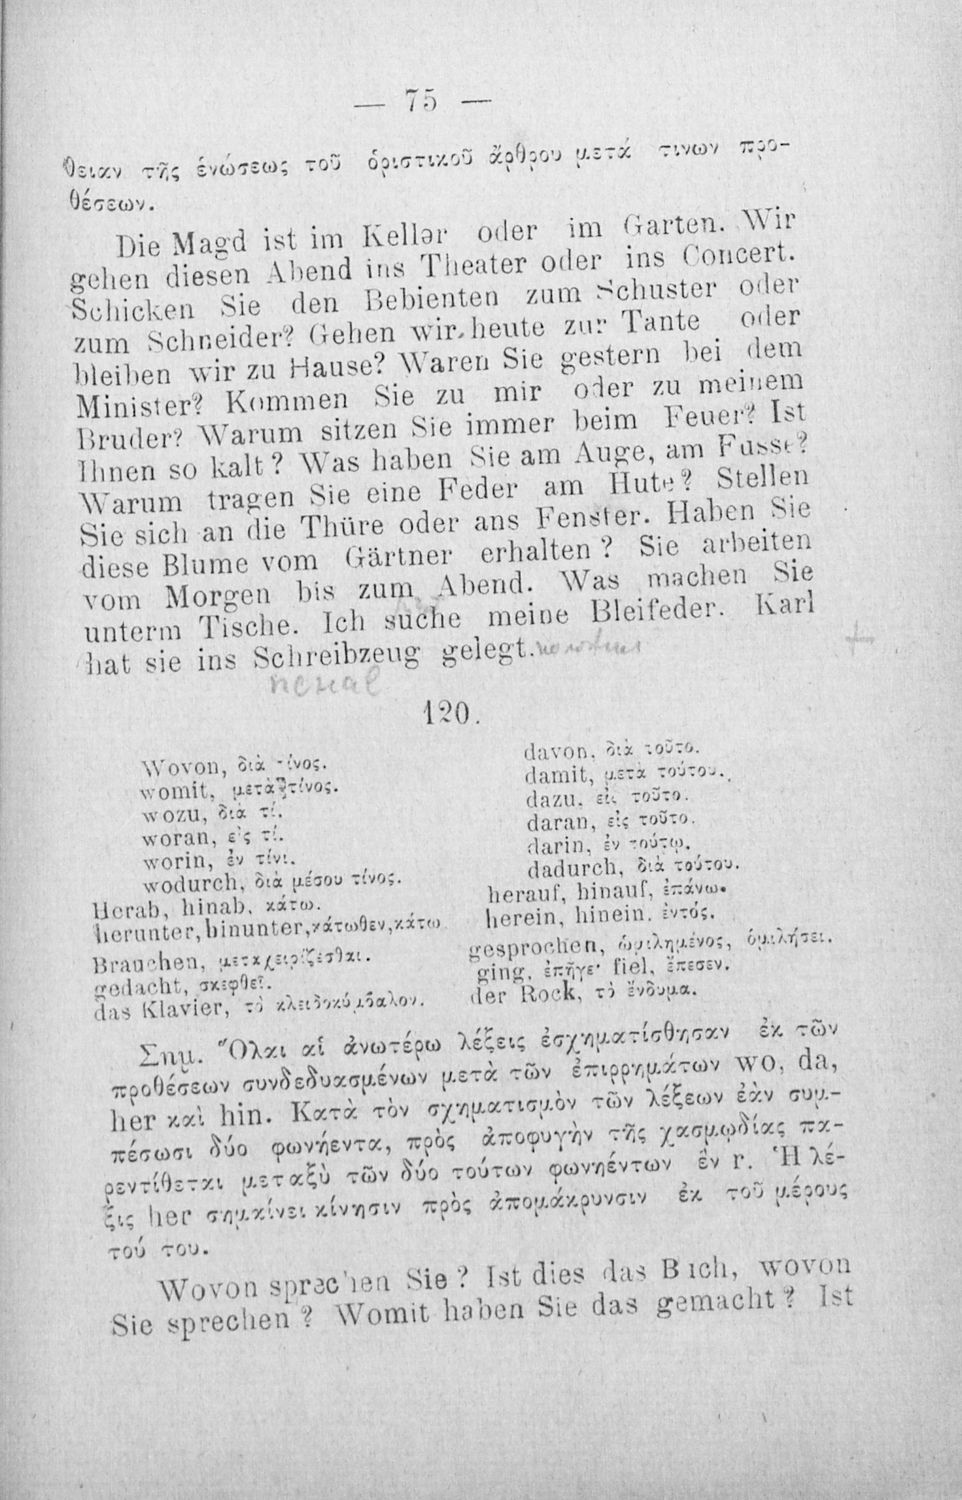 — 75 —
θειαν τῆς ἑνώσεως τοῦ ὁριστικοῦ ἄρθρου μετά τινων προ-
θέσεων.
Die Magd ist im Keller oder im Garten. Wir
gehen diesen Abend ins Theater oder ins Concert.
Schicken Sie den Bebienten zum Schuster oder
zum Schneider? Gehen wir heute zur Tante oder
bleiben wir zu Hause? Waren Sie gestern bei dem
Minister? Kommen Sie zu mir oder zu meinem
Bruder? Warum sitzen Sie immer beim Feuer? Ist
Ihnen so kalt? Was haben Sie am Auge, am Fusse?
Warum tragen Sie eine Feder am Hute? Stellen
Sie sich an die Thüre oder ans Fenster. Haben Sie
diese Blume vom Gärtner erhalten? Sie arbeiten
vom Morgen bis zum Abend. Was machen Sie
unterm Tische. Ich suche meine Bleifeder. Karl
hat sie ins Schreibzeug gelegt.
120.
Wovon, διὰ τίνος.
womit, μετὰ τίνος.
wozu, διὰ τί.
woran, εἰς τί.
worin, ἐν τίνι.
wodurch, διὰ μέσου τίνος.
Herab, hinab, κάτω.
herunter, hinunter, κάτωθεν, κάτω
Brauchen, μεταχειρίζεσθαι.
gedacht, σκεφθεῖ.
das Klavier, τὸ κλειδοκύμβαλον.
davon, διὰ τοῦτο.
damit, μετὰ τούτου.
dazu, εἰς τοῦτο.
daran, εἰς τοῦτο.
darin, ἐν τούτῳ.
dadurch, διὰ τούτου.
herauf, hinauf, ἐπάνω.
herein, hinein, ἐντός.
gesprochen, ὡμιλημένος, ὁμιλήσει.
ging, ἐπῆγε· fiel, ἔπεσεν.
der Rock, τὸ ἔνδυμα.
Σημ. Ὅλαι αἱ ἀνωτέρω λέξεις ἐσχηματίσθησαν ἐκ τῶν
προθέσεων συνδεδυασμένων μετὰ τῶν ἐπιρρημάτων wo, da,
her καὶ hin. Κατὰ τὸν σχηματισμὸν τῶν λέξεων ἐὰν συμ-
πέσωσι δύο φωνήεντα, πρὸς ἀποφυγὴν τῆς χασμῳδίας πα-
ρεντίθεται μεταξὺ τῶν δύο τούτων φωνηέντων ἓν r. Ἡ λέ-
ξις her σημαίνει κίνησιν πρὸς ἀπομάκρυνσιν ἐκ τοῦ μέρους
τού του.
Wovon sprechen Sie? Ist dies das Buch, wovon
Sie sprechen? Womit haben Sie das gemacht? Ist